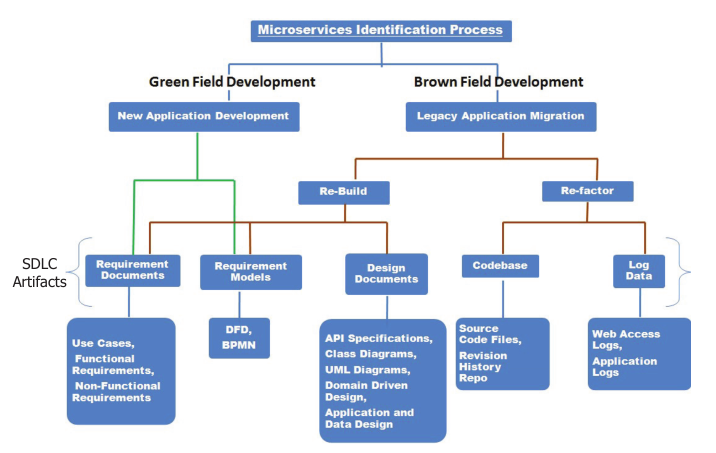 Microservices Identification Process
Green Field Development
Brown Field Development
New Application Development
Legacy Application Migration
Re-Build
Re-factor
SDLC
Artifacts
Requirement
Documents
Requirement
Models
Design
Documents
Codebase
Log
Data
Use Cases,
Functional
Requirements,
Non-Functional
Requirements
DFD,
BPMN
API Specifications,
Class Diagrams,
UML Diagrams,
Domain Driven
Design,
Application and
Data Design
Source
Code Files,
Revision
History
Repo
Web Access
Logs,
Application
Logs